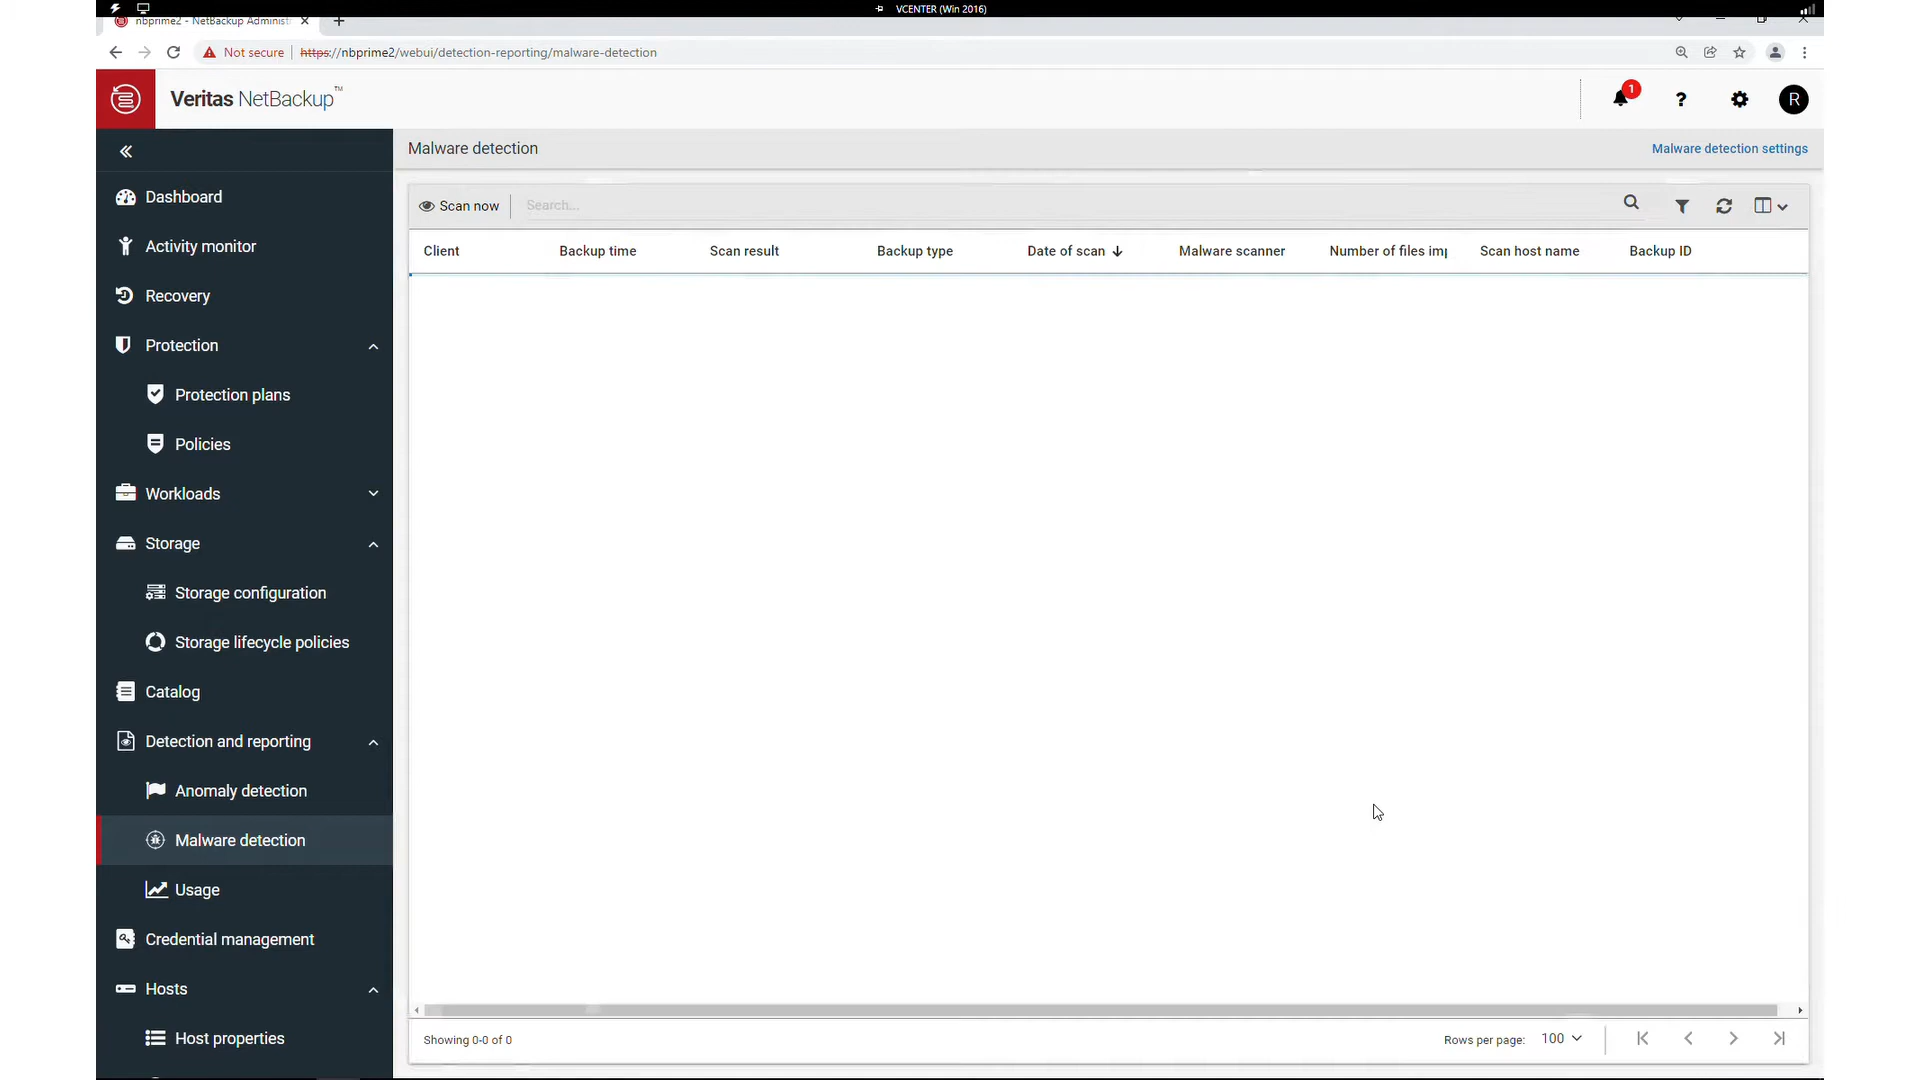 VCENTER (Win 2016)
nbprime2 - NetBackup Administ
Not secure
https://nbprime2/webui/detection-reporting/malware-detection
Veritas NetBackup™
1
?
R
Malware detection
Malware detection settings
Dashboard
Activity monitor
Recovery
Protection
Protection plans
Policies
Workloads
Storage
Storage configuration
Storage lifecycle policies
Catalog
Detection and reporting
Anomaly detection
Malware detection
Usage
Credential management
Hosts
Host properties
Scan now
Search...
Client Backup time Scan result Backup type Date of scan Malware scanner Number of files imp Scan host name Backup ID
Showing 0-0 of 0
Rows per page: 100